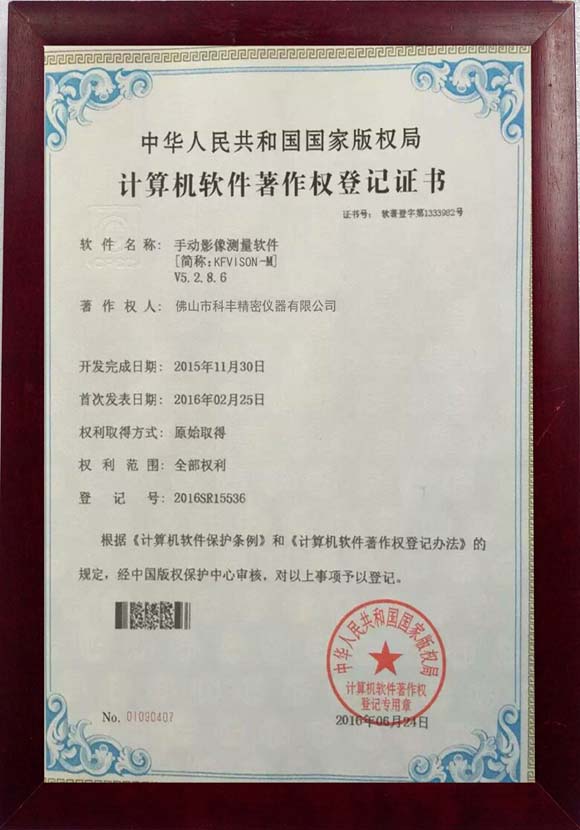 中华人民共和国国家版权局
计算机软件著作权登记证书
证书号： 软著登字第1333982号
软件名称： 手动影像测量软件
[简称：KFVISON-M]
V5.2.8.6
著作权人： 佛山市科丰精密仪器有限公司
开发完成日期： 2015年11月30日
首次发表日期： 2016年02月25日
权利取得方式： 原始取得
权利范围： 全部权利
登记号： 2016SR15536
根据《计算机软件保护条例》和《计算机软件著作权登记办法》的
规定，经中国版权保护中心审核，对以上事项予以登记。
中华人民共和国国家版权局
计算机软件著作权
登记专用章
No. 01090407
2016年06月24日